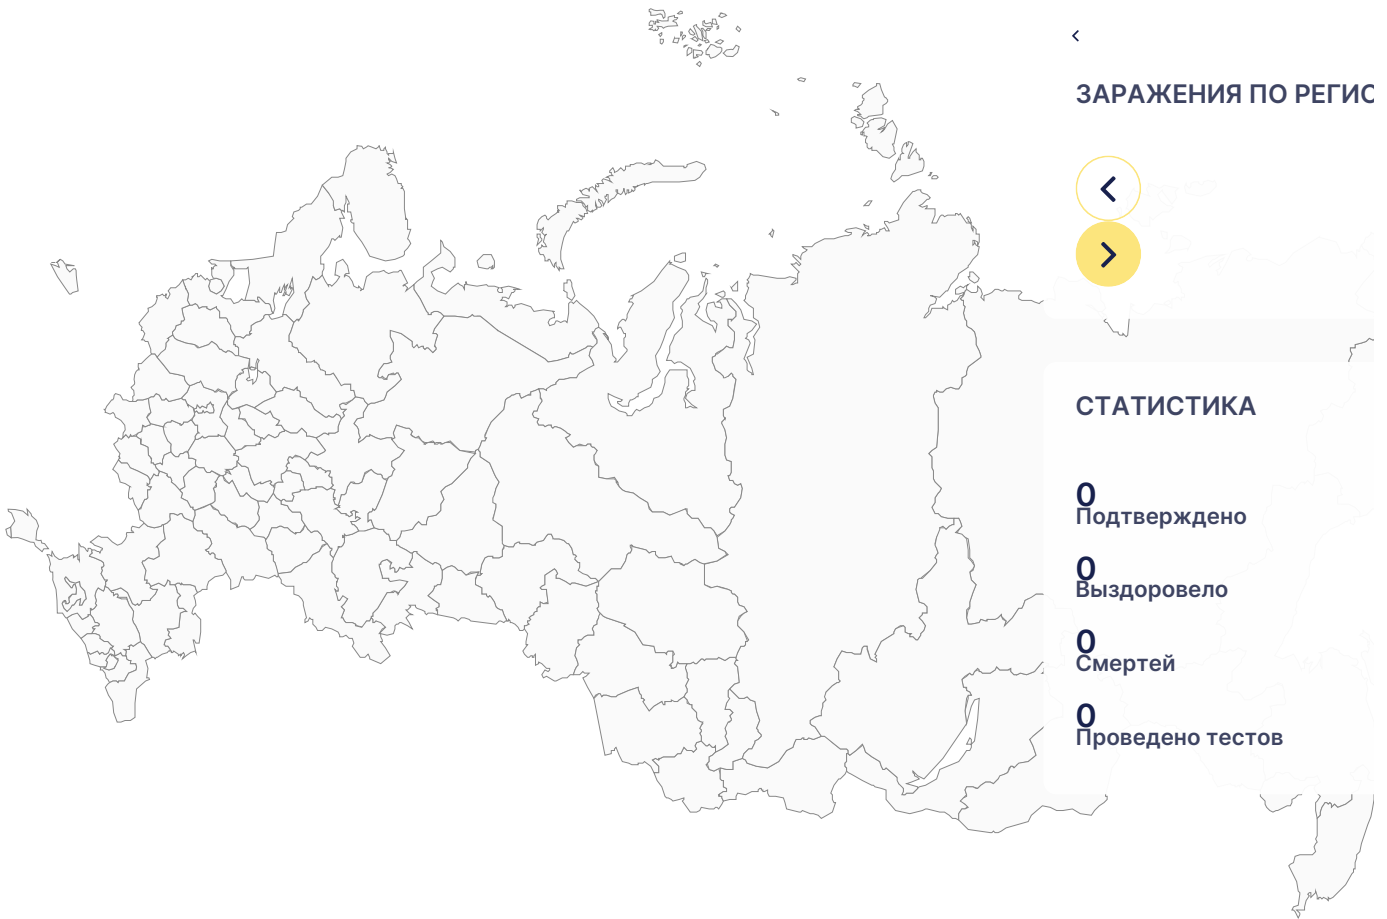 ЗАРАЖЕНИЯ ПО РЕГИО
СТАТИСТИКА
0
Подтверждено
0
Выздоровело
0
Смертей
0
Проведено тестов